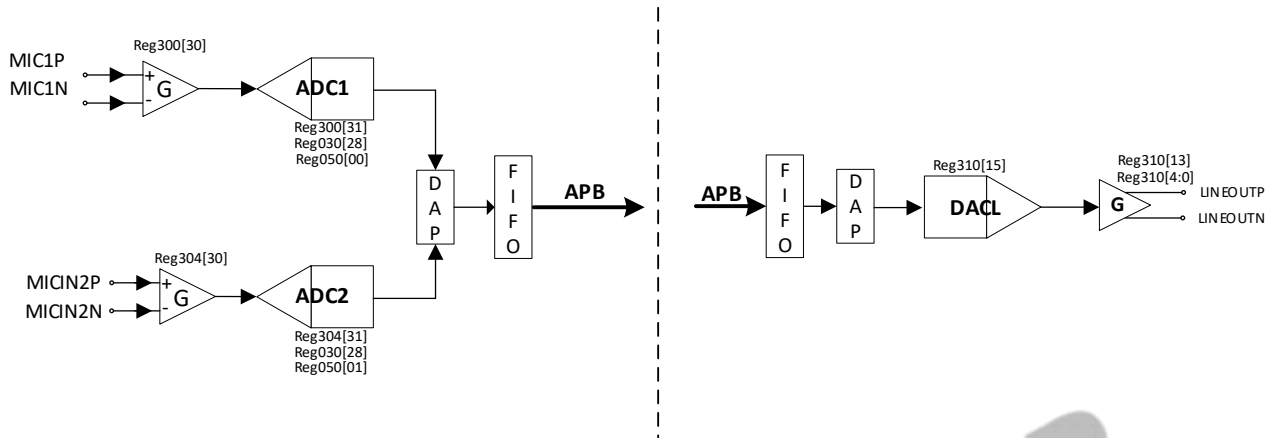 Reg300[30]
MIC1P
MIC1N
+
-
G
ADC1
Reg300[31]
Reg030[28]
Reg050[00]
D
A
P
F
I
F
O
APB
Reg304[30]
MICIN2P
MICIN2N
+
-
G
ADC2
Reg304[31]
Reg030[28]
Reg050[01]
APB
F
I
F
O
D
A
P
Reg310[15]
DACL
Reg310[13]
Reg310[4:0]
G
LINEOUTP
LINEOUTN